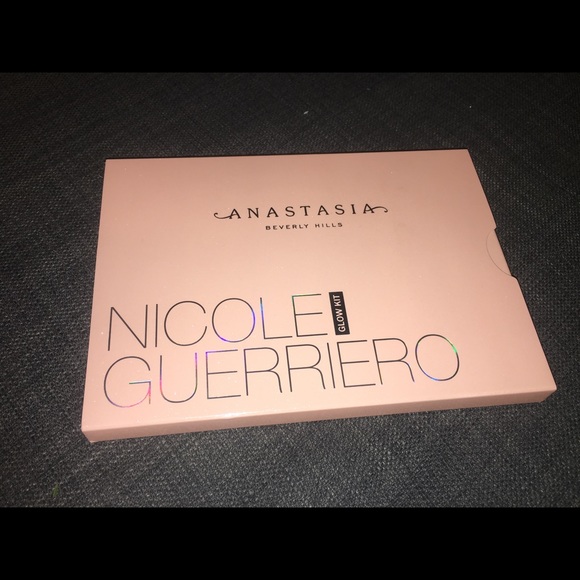 ANASTASIA
BEVERLY HILLS
NICOLE
GLOW KIT
GUERRIERO